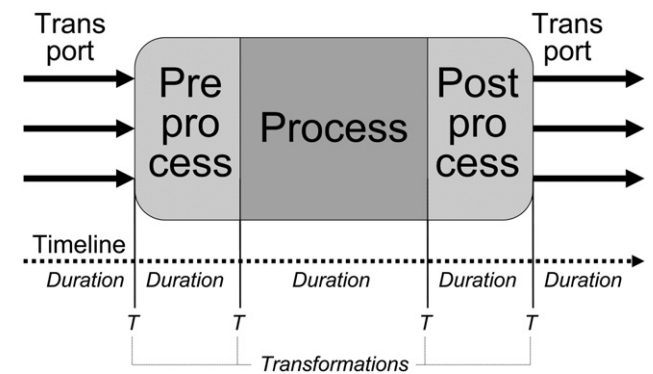 Trans
port
Trans
port
Pre
pro
cess
Process
Post
pro
cess
Timeline
Duration Duration Duration Duration Duration
T T T T
Transformations